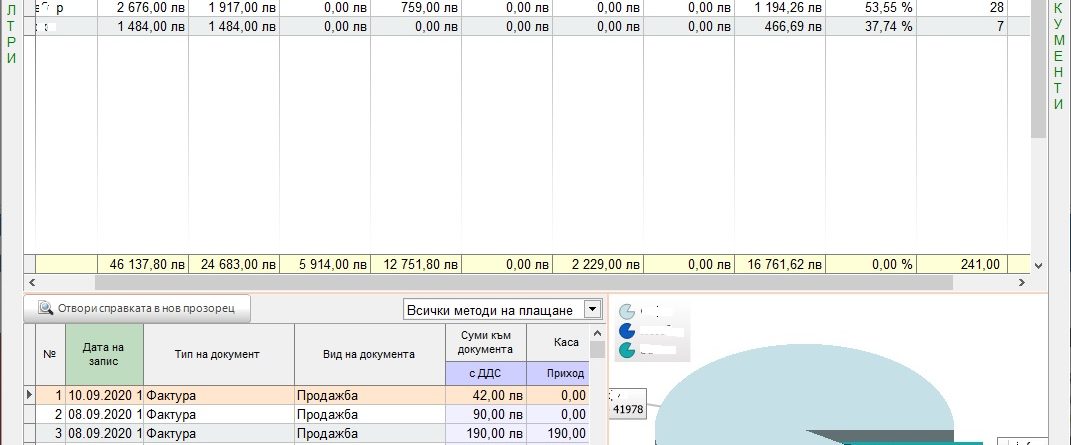 2 676,00 лв 1 917,00 лв 0,00 лв 759,00 лв 0,00 лв 0,00 лв 0,00 лв 1 194,26 лв 53,55 % 28
1 484,00 лв 1 484,00 лв 0,00 лв 0,00 лв 0,00 лв 0,00 лв 0,00 лв 466,69 лв 37,74 % 7
Л
Т
Р
И
К
У
М
Е
Н
Т
И
46 137,80 лв 24 683,00 лв 5 914,00 лв 12 751,80 лв 0,00 лв 2 229,00 лв 0,00 лв 16 761,62 лв 0,00 % 241,00
Отвори справката в нов прозорец
Всички методи на плащане
№ Дата на запис Тип на документ Вид на документа Суми към документа Каса
с ДДС Приход
1 10.09.2020 1 Фактура Продажба 42,00 лв 0,00
2 08.09.2020 1 Фактура Продажба 90,00 лв 0,00
3 08.09.2020 1 Фактура Продажба 190,00 лв 190,00
41978